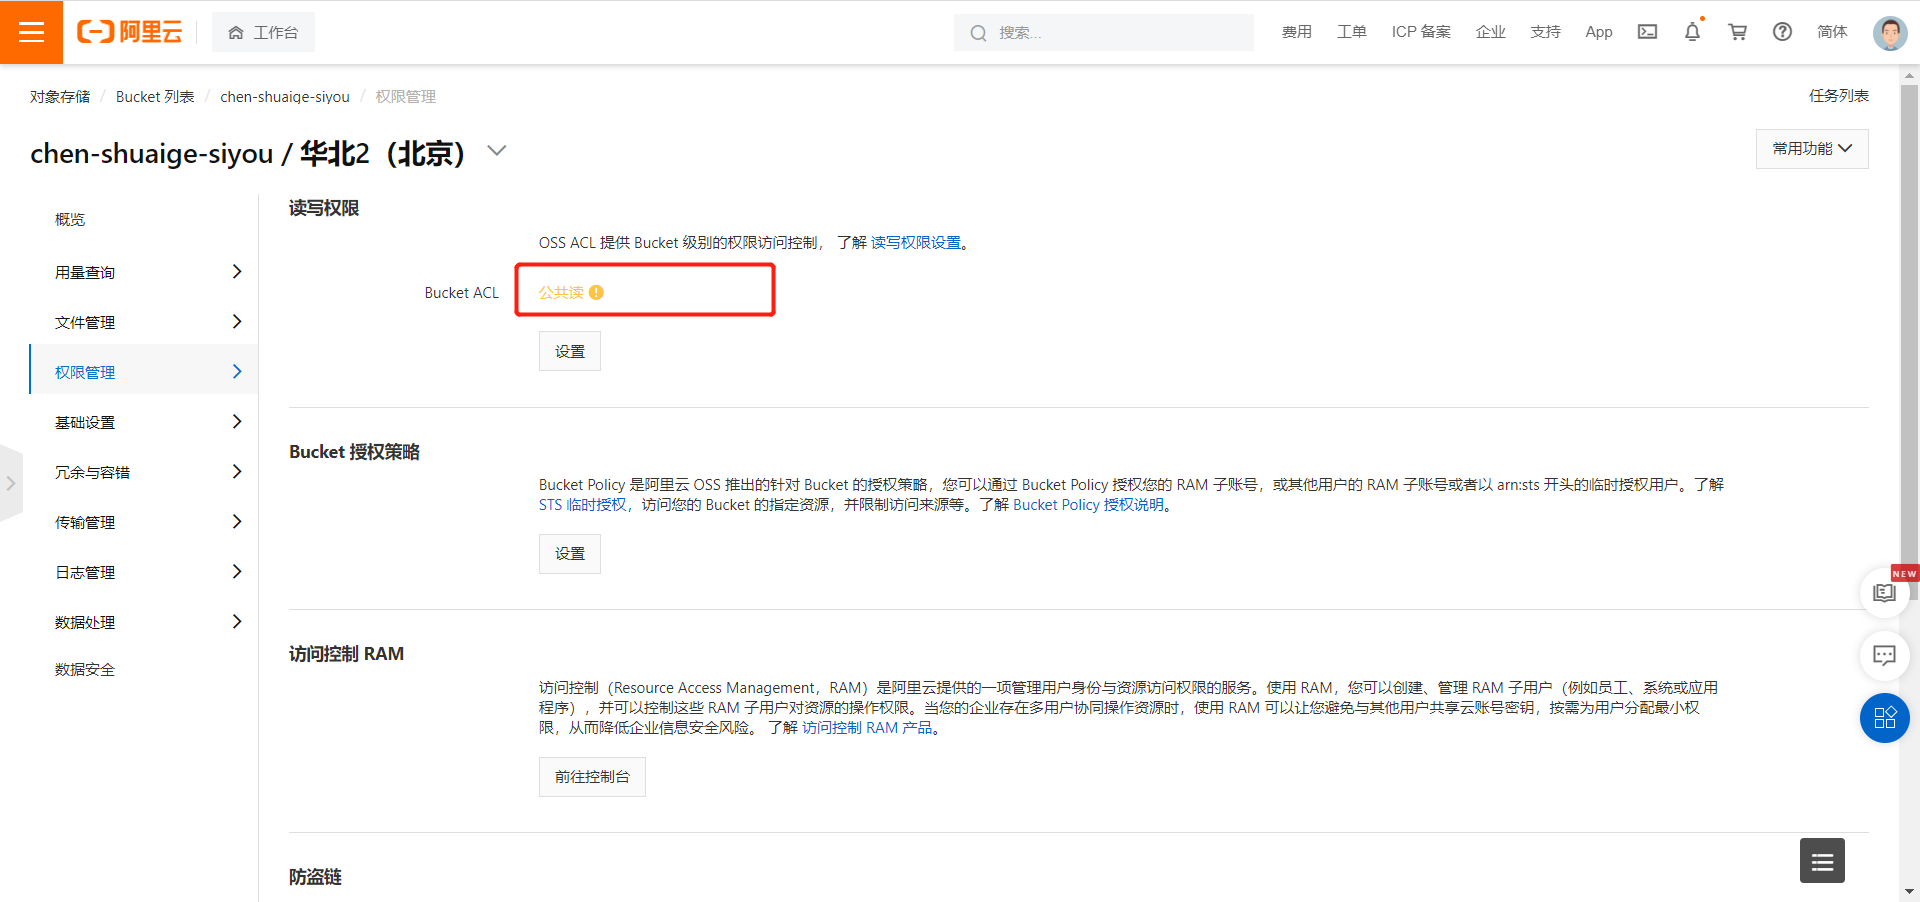 阿里云
工作台
搜索...
费用
工单
ICP 备案
企业
支持
App
简体
对象存储 / Bucket 列表 / chen-shuaige-siyou / 权限管理
任务列表
chen-shuaige-siyou / 华北2（北京）
常用功能
概览
用量查询
文件管理
权限管理
基础设置
冗余与容错
传输管理
日志管理
数据处理
数据安全
读写权限
OSS ACL 提供 Bucket 级别的权限访问控制， 了解 读写权限设置。
Bucket ACL
公共读
设置
Bucket 授权策略
Bucket Policy 是阿里云 OSS 推出的针对 Bucket 的授权策略，您可以通过 Bucket Policy 授权您的 RAM 子账号，或其他用户的 RAM 子账号或者以 arn:sts 开头的临时授权用户。了解
STS 临时授权，访问您的 Bucket 的指定资源，并限制访问来源等。了解 Bucket Policy 授权说明。
设置
访问控制 RAM
访问控制（Resource Access Management，RAM）是阿里云提供的一项管理用户身份与资源访问权限的服务。使用 RAM，您可以创建、管理 RAM 子用户（例如员工、系统或应用
程序），并可以控制这些 RAM 子用户对资源的操作权限。当您的企业存在多用户协同操作资源时，使用 RAM 可以让您避免与其他用户共享云账号密钥，按需为用户分配最小权
限，从而降低企业信息安全风险。 了解 访问控制 RAM 产品。
前往控制台
防盗链
NEW